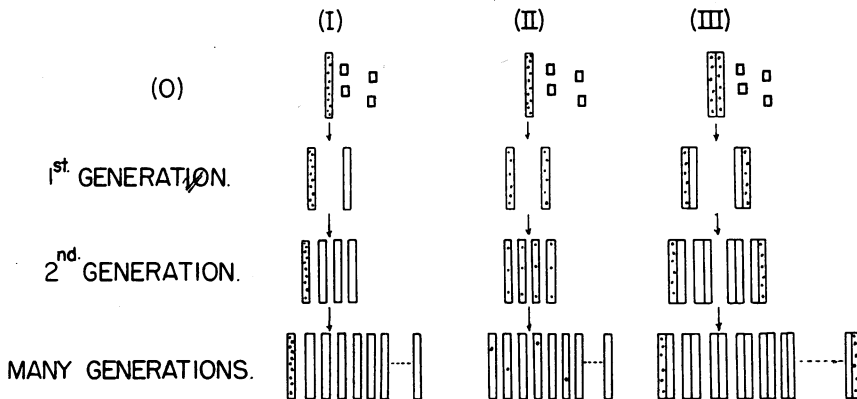 (I) (II) (III)
(O)
1st. GENERATION.
2nd. GENERATION.
MANY GENERATIONS.